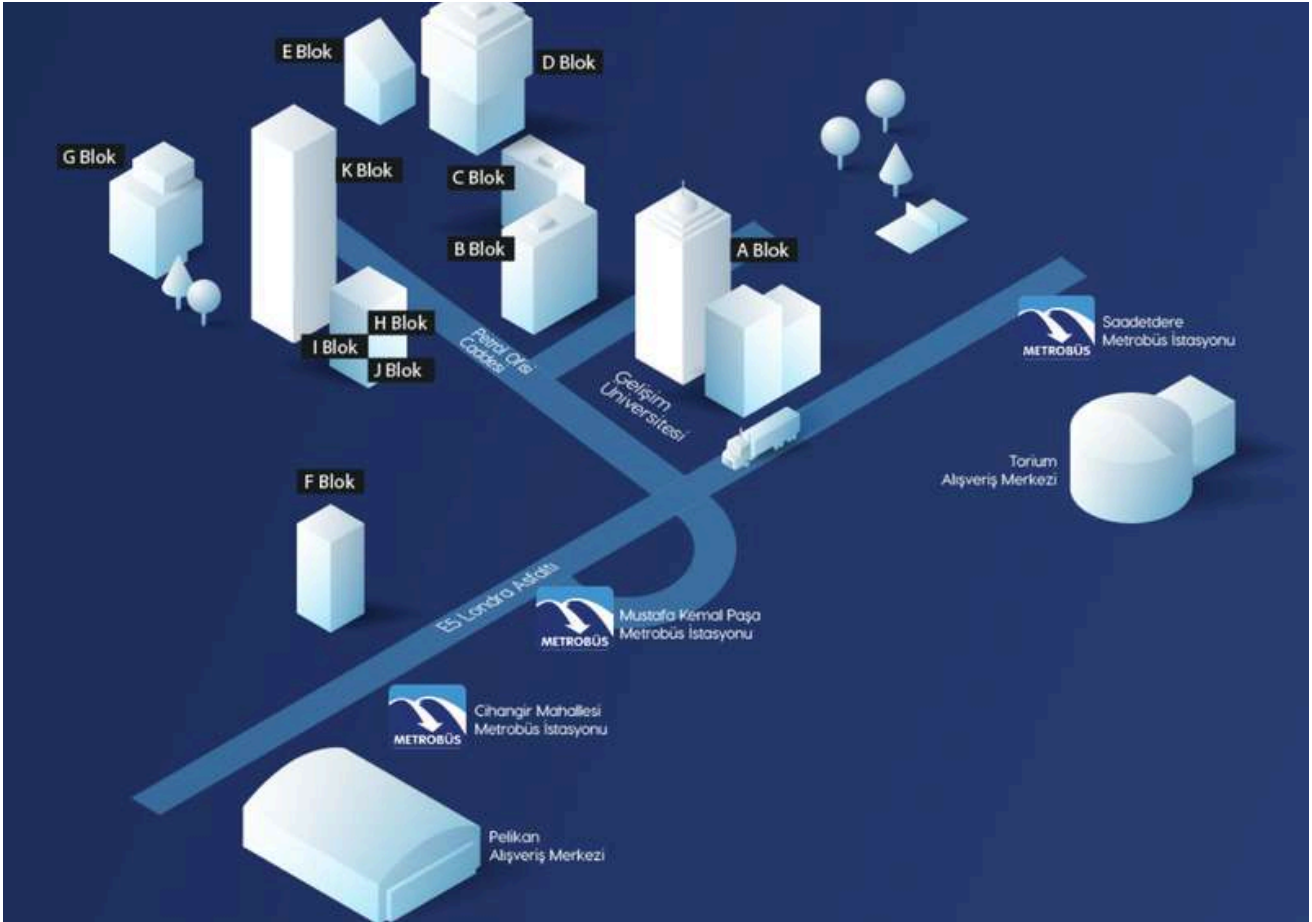 E Blok
D Blok
G Blok
K Blok
C Blok
B Blok
A Blok
H Blok
I Blok
J Blok
Petrol Ofisi
Caddesi
Gelişim
Üniversitesi
METROBÜS
Saadetdere
Metrobüs İstasyonu
Torium
Alışveriş Merkezi
F Blok
E5 Londra Asfaltı
METROBÜS
Mustafa Kemal Paşa
Metrobüs İstasyonu
METROBÜS
Cihangir Mahallesi
Metrobüs İstasyonu
Pelikan
Alışveriş Merkezi